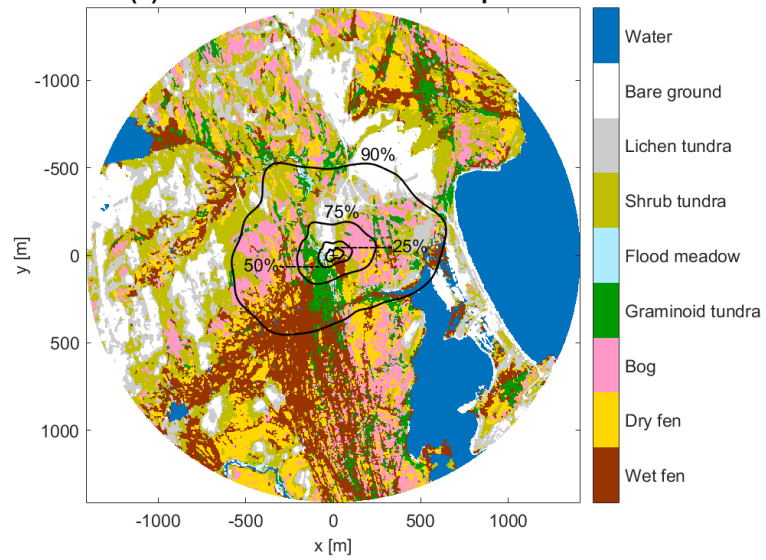 -1000
-500
0
500
1000
y [m]
-1000
-500
0
500
1000
x [m]
90%
75%
25%
50%
Water
Bare ground
Lichen tundra
Shrub tundra
Flood meadow
Graminoid tundra
Bog
Dry fen
Wet fen